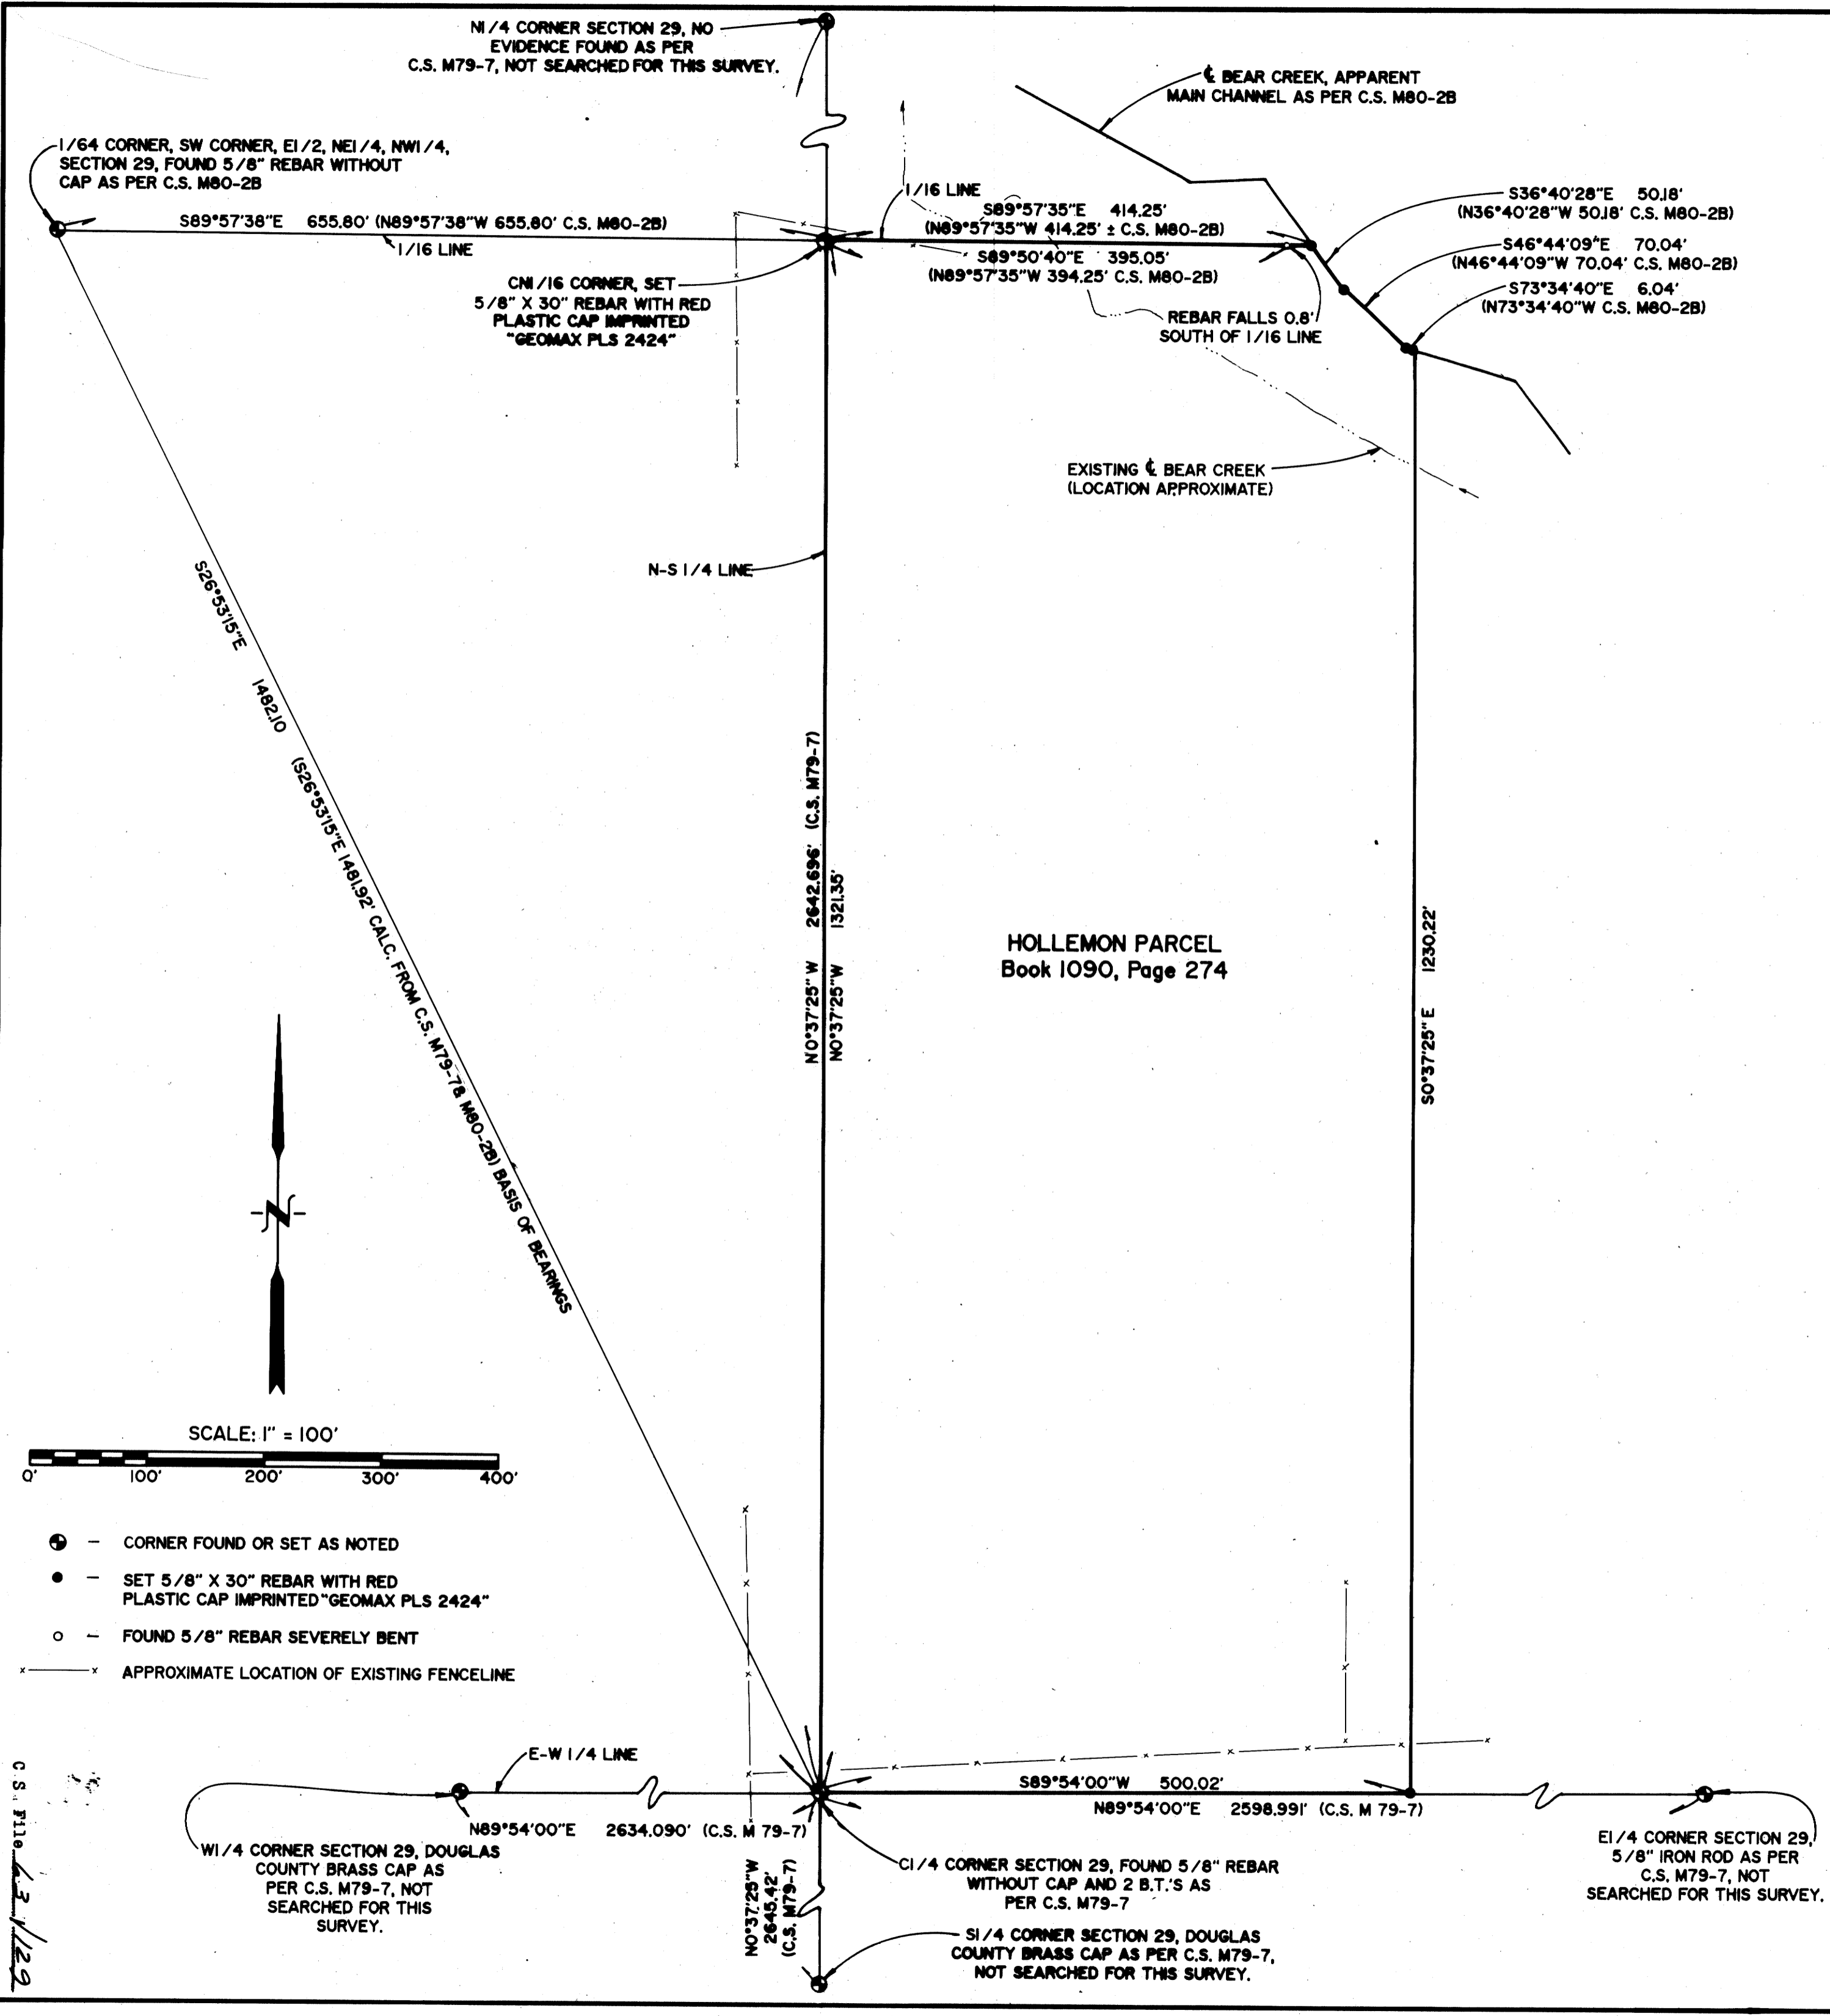 N1/4 CORNER SECTION 29, NO
EVIDENCE FOUND AS PER
C.S. M79-7, NOT SEARCHED FOR THIS SURVEY.
℄ BEAR CREEK, APPARENT
MAIN CHANNEL AS PER C.S. M80-2B
1/64 CORNER, SW CORNER, E1/2, NE1/4, NW1/4,
SECTION 29, FOUND 5/8" REBAR WITHOUT
CAP AS PER C.S. M80-2B
S89°57'38"E 655.80' (N89°57'38"W 655.80' C.S. M80-2B)
1/16 LINE
1/16 LINE
S89°57'35"E 414.25'
(N89°57'35"W 414.25' ± C.S. M80-2B)
S89°50'40"E 395.05'
(N89°57'35"W 394.25' C.S. M80-2B)
S36°40'28"E 50.18'
(N36°40'28"W 50.18' C.S. M80-2B)
S46°44'09"E 70.04'
(N46°44'09"W 70.04' C.S. M80-2B)
S73°34'40"E 6.04'
(N73°34'40"W C.S. M80-2B)
CN1/16 CORNER, SET
5/8" X 30" REBAR WITH RED
PLASTIC CAP IMPRINTED
"GEOMAX PLS 2424"
REBAR FALLS 0.8'
SOUTH OF 1/16 LINE
EXISTING ℄ BEAR CREEK
(LOCATION APPROXIMATE)
N-S 1/4 LINE
S26°53'15"E 1482.10 (S26°53'15"E 1481.92' CALC. FROM C.S. M79-7& M80-2B) BASIS OF BEARINGS
N0°37'25"W 2642.696' (C.S. M79-7)
N0°37'25"W 1321.35'
HOLLEMON PARCEL
Book 1090, Page 274
S0°37'25"E 1230.22'
N
SCALE: 1" = 100'
0' 100' 200' 300' 400'
– CORNER FOUND OR SET AS NOTED
– SET 5/8" X 30" REBAR WITH RED
PLASTIC CAP IMPRINTED "GEOMAX PLS 2424"
– FOUND 5/8" REBAR SEVERELY BENT
x——x APPROXIMATE LOCATION OF EXISTING FENCELINE
E-W 1/4 LINE
S89°54'00"W 500.02'
N89°54'00"E 2598.991' (C.S. M 79-7)
N89°54'00"E 2634.090' (C.S. M 79-7)
W1/4 CORNER SECTION 29, DOUGLAS
COUNTY BRASS CAP AS
PER C.S. M79-7, NOT
SEARCHED FOR THIS
SURVEY.
N0°37'25"W
2645.42'
(C.S. M79-7)
C1/4 CORNER SECTION 29, FOUND 5/8" REBAR
WITHOUT CAP AND 2 B.T.'S AS
PER C.S. M79-7
E1/4 CORNER SECTION 29,
5/8" IRON ROD AS PER
C.S. M79-7, NOT
SEARCHED FOR THIS SURVEY.
S1/4 CORNER SECTION 29, DOUGLAS
COUNTY BRASS CAP AS PER C.S. M79-7,
NOT SEARCHED FOR THIS SURVEY.
C.S. File